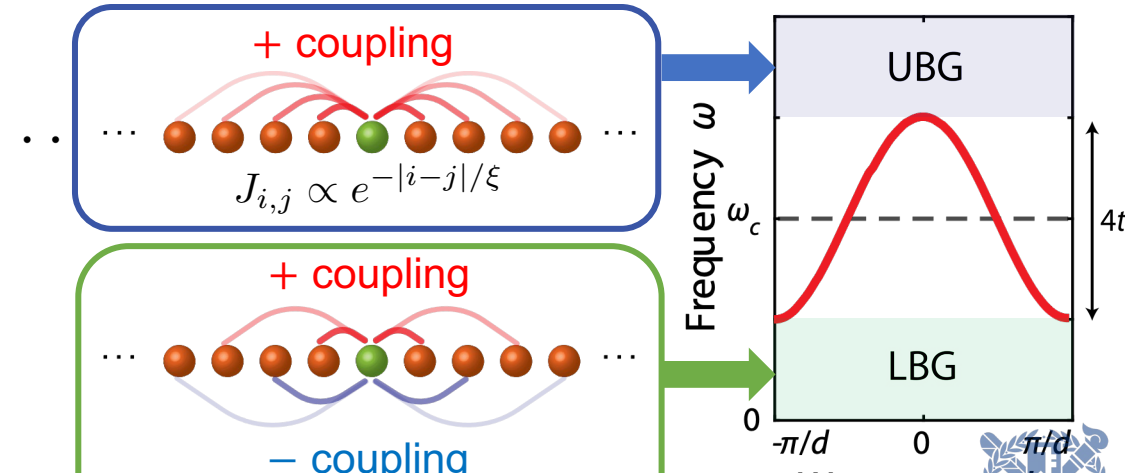 + coupling
... ...
J_{i,j} ∝ e^{-|i-j|/ξ}
+ coupling
... ...
− coupling
UBG
Frequency ω
ω_c
4t
LBG
0
-π/d 0 π/d